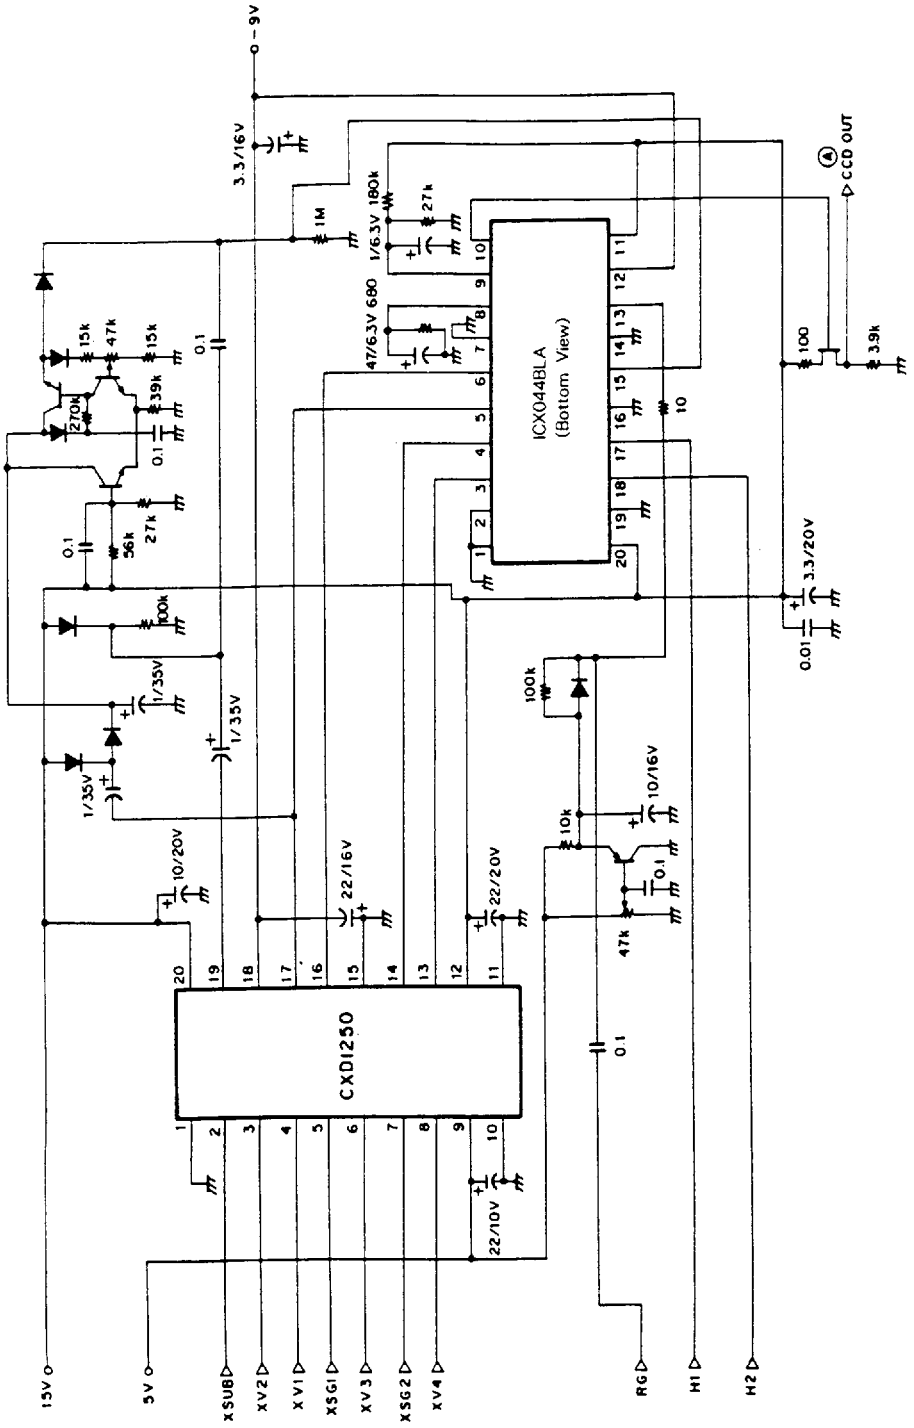 15V
5V
XSUB
XV2
XV1
XSG1
XV3
XSG2
XV4
RG
H1
H2
-9V
CXD1250
1
2
3
4
5
6
7
8
9
10
20
19
18
17
16
15
14
13
12
11
22/10V
10/20V
22/16V
22/20V
1/35V
1/35V
1/35V
100k
0.1
56k
27k
0.1
270k
39k
15k
47k
15k
0.1
1M
3.3/16V
47/6.3V 680
1/6.3V 180k
27k
ICX044BLA
(Bottom View)
1
2
3
4
5
6
7
8
9
10
20
19
18
17
16
15
14
13
12
11
10
100k
10k
10/16V
47k
0.1
0.1
0.01
3.3/20V
100
3.9k
A
CCD OUT